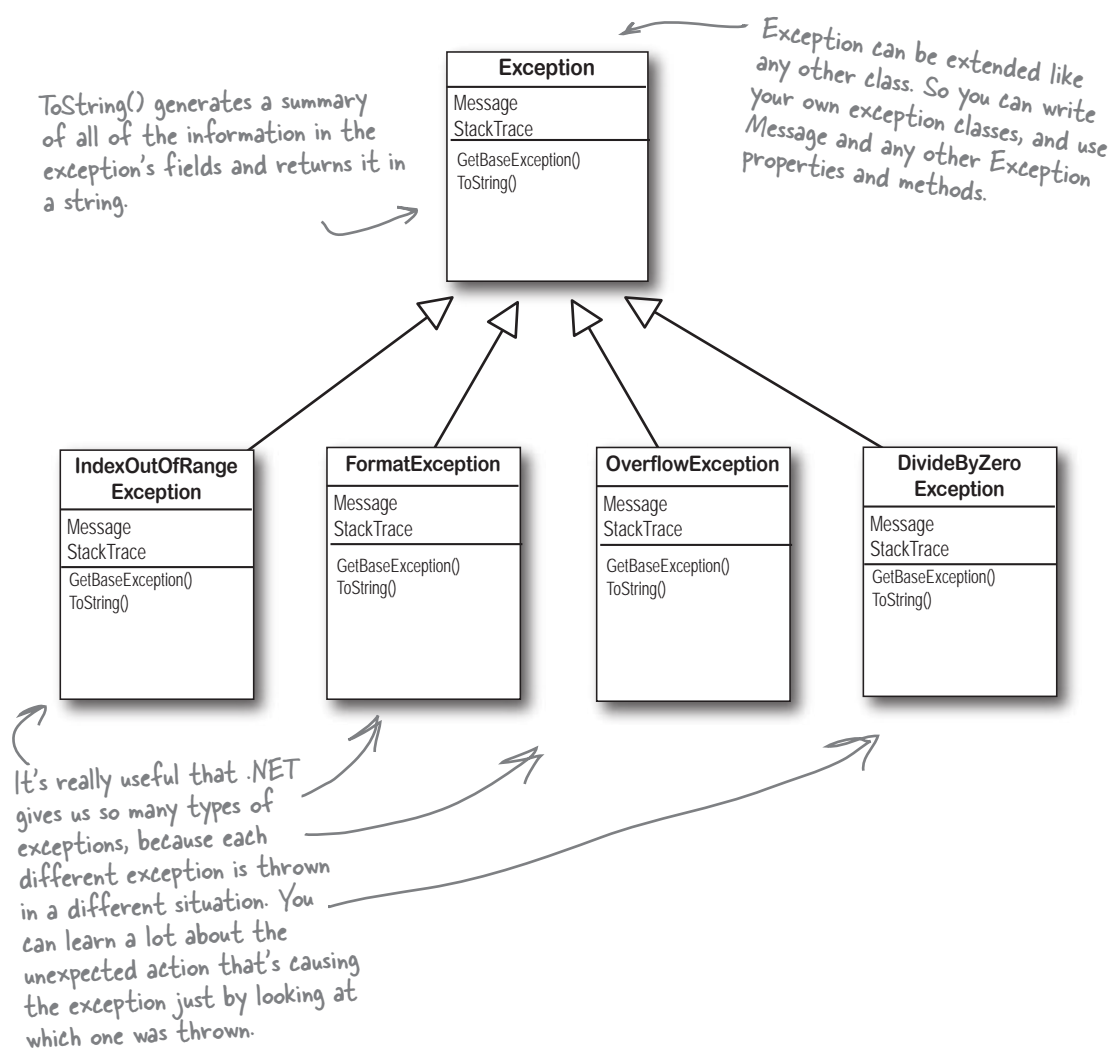 Exception can be extended like
any other class. So you can write
your own exception classes, and use
Message and any other Exception
properties and methods.
ToString() generates a summary
of all of the information in the
exception's fields and returns it in
a string.
Exception
Message
StackTrace
GetBaseException()
ToString()
IndexOutOfRange
Exception
Message
StackTrace
GetBaseException()
ToString()
FormatException
Message
StackTrace
GetBaseException()
ToString()
OverflowException
Message
StackTrace
GetBaseException()
ToString()
DivideByZero
Exception
Message
StackTrace
GetBaseException()
ToString()
It's really useful that .NET
gives us so many types of
exceptions, because each
different exception is thrown
in a different situation. You
can learn a lot about the
unexpected action that's causing
the exception just by looking at
which one was thrown.